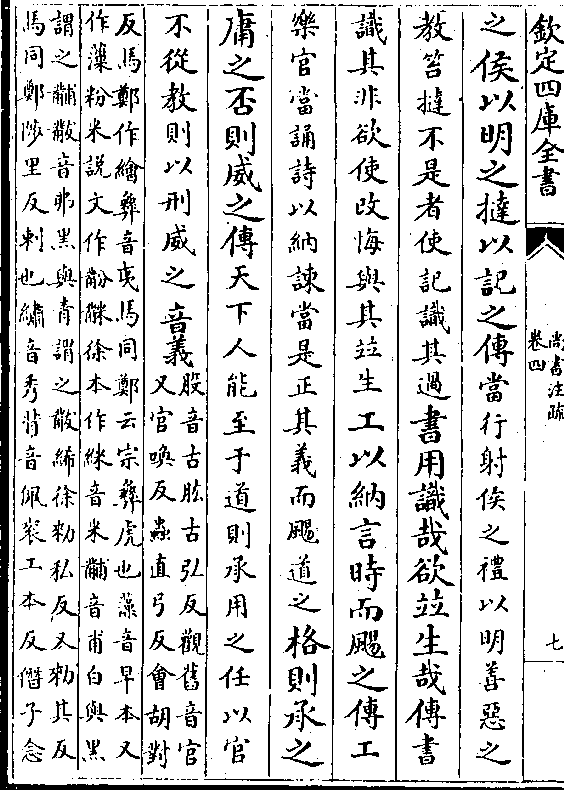 欽定四庫全書
尚書注疏
卷四
七
之侯以明之撻以記之傳當行射侯之禮以明善惡之
教笞撻不是者使記識其過書用識哉欲竝生哉傳書
識其非欲使改悔與其竝生工以納言時而颺之傳工
樂官當誦詩以納諫當是正其義而颺道之格則承之
庸之否則威之傳天下人能至于道則承用之任以官
不從教則以刑威之音義股音古肱古弘反觀舊音官
又官喚反蟲直弓反會胡對
反馬鄭作繪彝音夷馬同鄭云宗彝虎也藻音早本又
作薻粉米說文作黺䋛徐本作絑音米黼音甫白與黑
謂之黼黻音弗黑與青謂之黻絺徐勑私反又勑其反
馬同鄭陟里反刺也繡音秀背音佩裝工本反僭子念